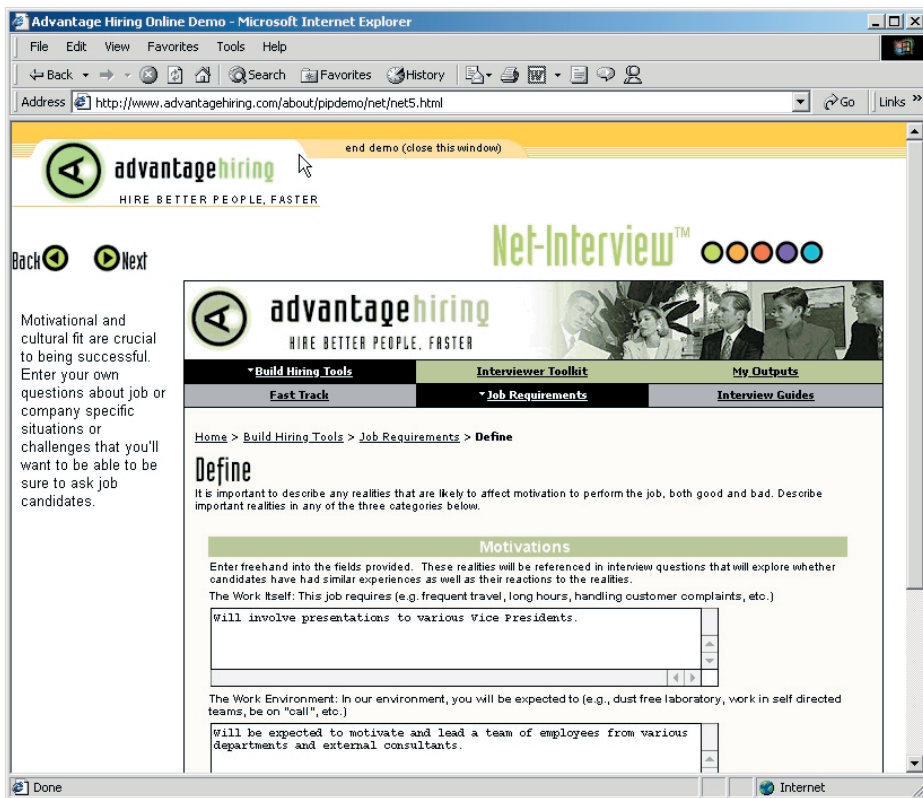 Advantage Hiring Online Demo - Microsoft Internet Explorer
File Edit View Favorites Tools Help
Back Search Favorites History
Address http://www.advantagehiring.com/about/pipdemo/net/net5.html Go Links »
end demo (close this window)
advantagehiring
HIRE BETTER PEOPLE, FASTER
Net-Interview™
Back Next
Motivational and
cultural fit are crucial
to being successful.
Enter your own
questions about job or
company specific
situations or
challenges that you'll
want to be able to be
sure to ask job
candidates.
advantagehiring
HIRE BETTER PEOPLE, FASTER
Build Hiring Tools Interviewer Toolkit My Outputs
Fast Track Job Requirements Interview Guides
Home > Build Hiring Tools > Job Requirements > Define
Define
It is important to describe any realities that are likely to affect motivation to perform the job, both good and bad. Describe
important realities in any of the three categories below.
Motivations
Enter freehand into the fields provided. These realities will be referenced in interview questions that will explore whether
candidates have had similar experiences as well as their reactions to the realities.
The Work Itself: This job requires (e.g. frequent travel, long hours, handling customer complaints, etc.)
Will involve presentations to various Vice Presidents.
The Work Environment: In our environment, you will be expected to (e.g., dust free laboratory, work in self directed
teams, be on "call", etc.)
Will be expected to motivate and lead a team of employees from various
departments and external consultants.
Done Internet